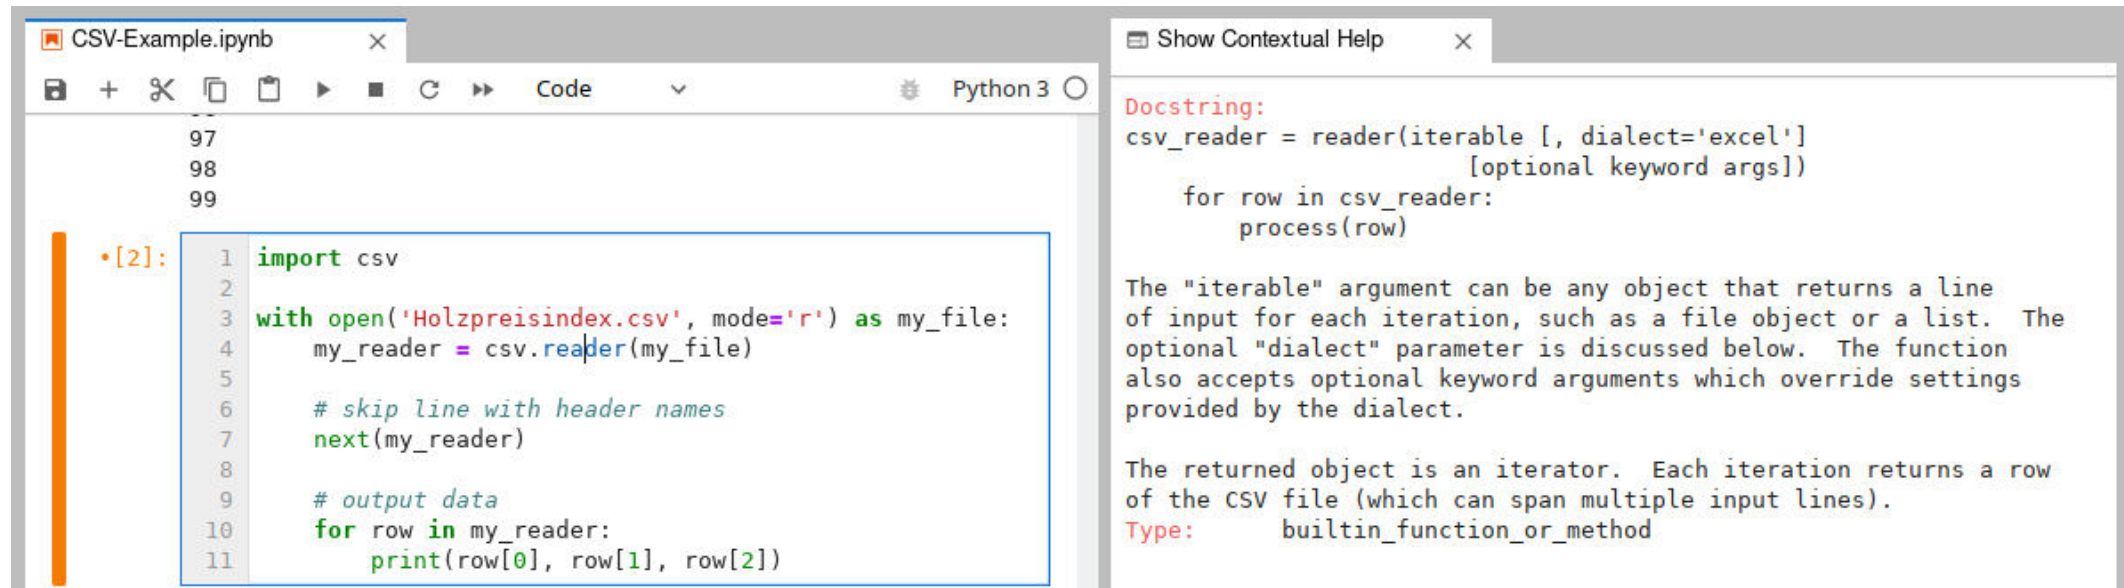 CSV-Example.ipynb
Code
Python 3
97
98
99
[2]:
1 import csv
2
3 with open('Holzpreisindex.csv', mode='r') as my_file:
4     my_reader = csv.reader(my_file)
5
6     # skip line with header names
7     next(my_reader)
8
9     # output data
10     for row in my_reader:
11         print(row[0], row[1], row[2])
Show Contextual Help
Docstring:
csv_reader = reader(iterable [, dialect='excel']
                        [optional keyword args])
    for row in csv_reader:
        process(row)

The "iterable" argument can be any object that returns a line
of input for each iteration, such as a file object or a list.  The
optional "dialect" parameter is discussed below.  The function
also accepts optional keyword arguments which override settings
provided by the dialect.

The returned object is an iterator.  Each iteration returns a row
of the CSV file (which can span multiple input lines).
Type:      builtin_function_or_method